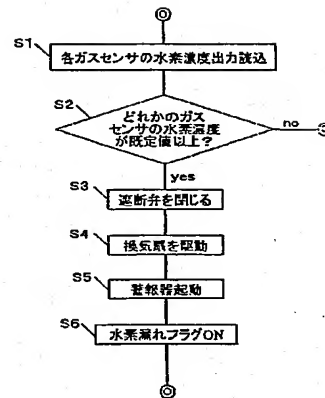 S1
各ガスセンサの水素濃度出力読込
S2
どれかのガス
センサの水素濃度
が既定値以上?
no
yes
S3
遮断弁を閉じる
S4
換気扇を駆動
S5
警報器起動
S6
水素漏れフラグON